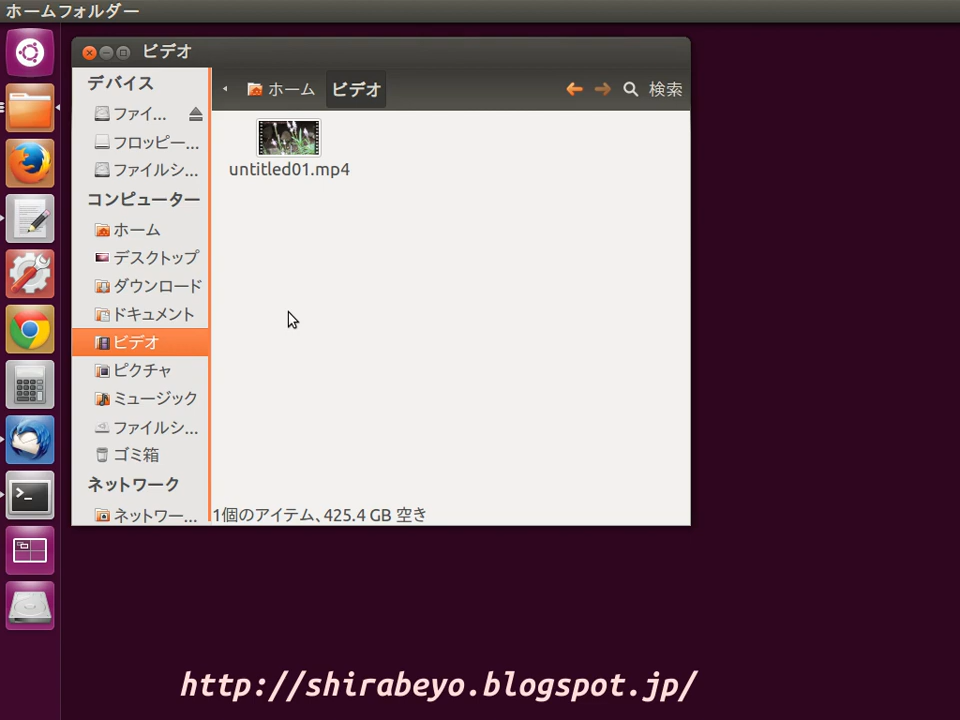 ホームフォルダー
ビデオ
デバイス
ファイ...
フロッピー...
ファイルシ...
コンピューター
ホーム
デスクトップ
ダウンロード
ドキュメント
ビデオ
ピクチャ
ミュージック
ファイルシ...
ゴミ箱
ネットワーク
ネットワー...
ホーム ビデオ 検索
untitled01.mp4
1個のアイテム、425.4 GB 空き
http://shirabeyo.blogspot.jp/